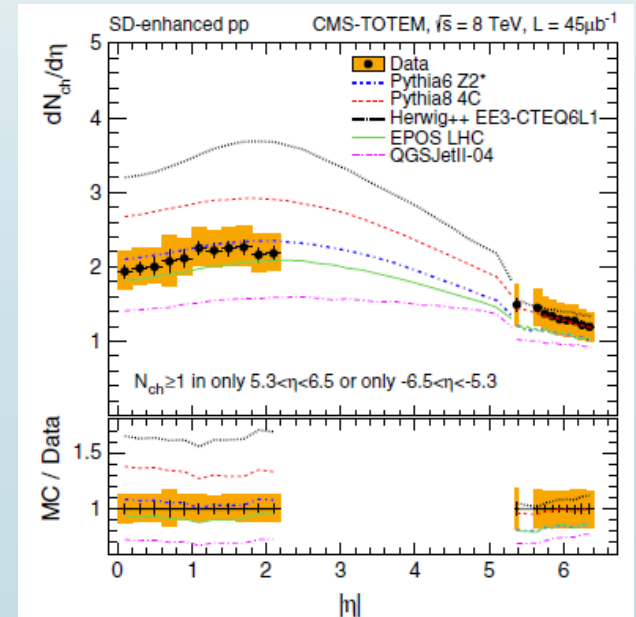 SD-enhanced pp CMS-TOTEM, √s = 8 TeV, L = 45μb⁻¹
dN_ch/dη
5
4
3
2
1
Data
Pythia6 Z2*
Pythia8 4C
Herwig++ EE3-CTEQ6L1
EPOS LHC
QGSJetII-04
N_ch≥1 in only 5.3<η<6.5 or only -6.5<η<-5.3
MC / Data
1.5
1
0 1 2 3 4 5 6
|η|